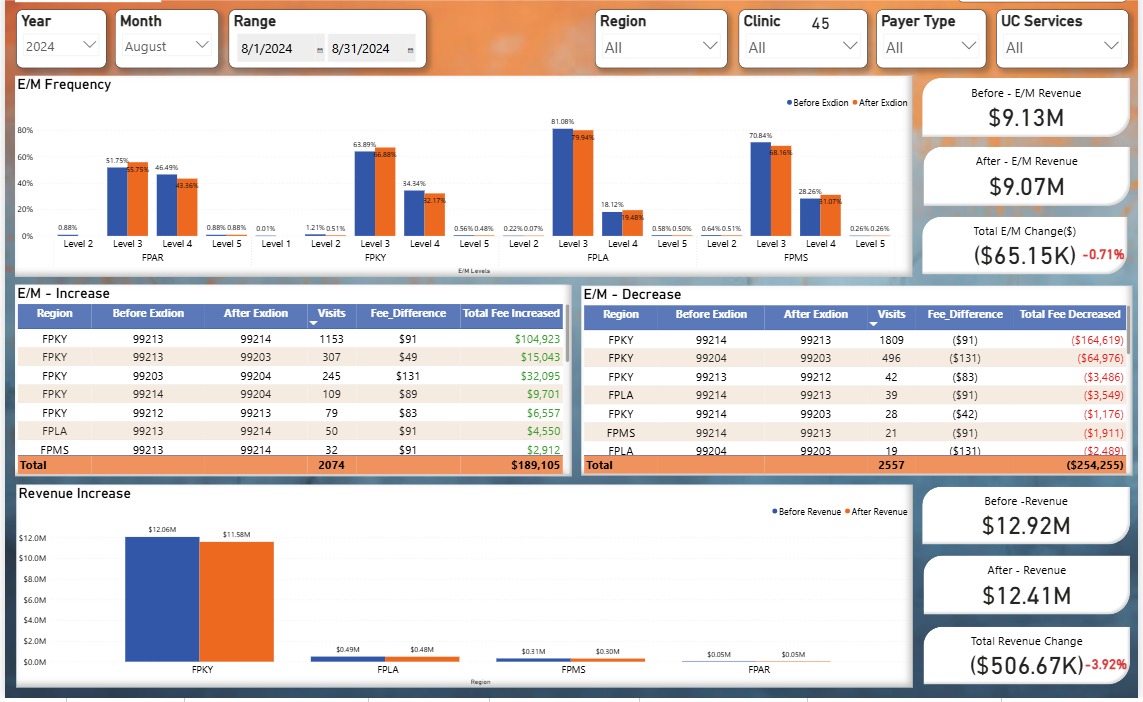 Year
2024
Month
August
Range
8/1/2024 8/31/2024
Region
All
Clinic 45
All
Payer Type
All
UC Services
All
E/M Frequency
Before Exdion After Exdion
80%
60%
40%
20%
0%
0.88% 51.75% 55.75% 46.49% 43.36% 0.88% 0.88% 0.01% 1.21% 0.51% 63.89% 66.88% 34.34% 32.17% 0.56% 0.48% 0.22% 0.07% 81.08% 79.94% 18.12% 19.48% 0.58% 0.50% 0.64% 0.51% 70.84% 68.16% 28.26% 31.07% 0.26% 0.26%
Level 2 Level 3 Level 4 Level 5 Level 1 Level 2 Level 3 Level 4 Level 5 Level 2 Level 3 Level 4 Level 5 Level 2 Level 3 Level 4 Level 5
FPAR FPKY FPLA FPMS
E/M Levels
Before - E/M Revenue
$9.13M
After - E/M Revenue
$9.07M
Total E/M Change($)
($65.15K) -0.71%
E/M - Increase
Region Before Exdion After Exdion Visits Fee_Difference Total Fee Increased
FPKY 99213 99214 1153 $91 $104,923
FPKY 99213 99203 307 $49 $15,043
FPKY 99203 99204 245 $131 $32,095
FPKY 99214 99204 109 $89 $9,701
FPKY 99212 99213 79 $83 $6,557
FPLA 99213 99214 50 $91 $4,550
FPMS 99213 99214 32 $91 $2,912
Total 2074 $189,105
E/M - Decrease
Region Before Exdion After Exdion Visits Fee_Difference Total Fee Decreased
FPKY 99214 99213 1809 ($91) ($164,619)
FPKY 99204 99203 496 ($131) ($64,976)
FPKY 99213 99212 42 ($83) ($3,486)
FPLA 99214 99213 39 ($91) ($3,549)
FPKY 99214 99203 28 ($42) ($1,176)
FPMS 99214 99213 21 ($91) ($1,911)
FPLA 99204 99203 19 ($131) ($2,489)
Total 2557 ($254,255)
Revenue Increase
Before Revenue After Revenue
$12.0M
$10.0M
$8.0M
$6.0M
$4.0M
$2.0M
$0.0M
$12.06M $11.58M $0.49M $0.48M $0.31M $0.30M $0.05M $0.05M
FPKY FPLA FPMS FPAR
Region
Before -Revenue
$12.92M
After - Revenue
$12.41M
Total Revenue Change
($506.67K) -3.92%